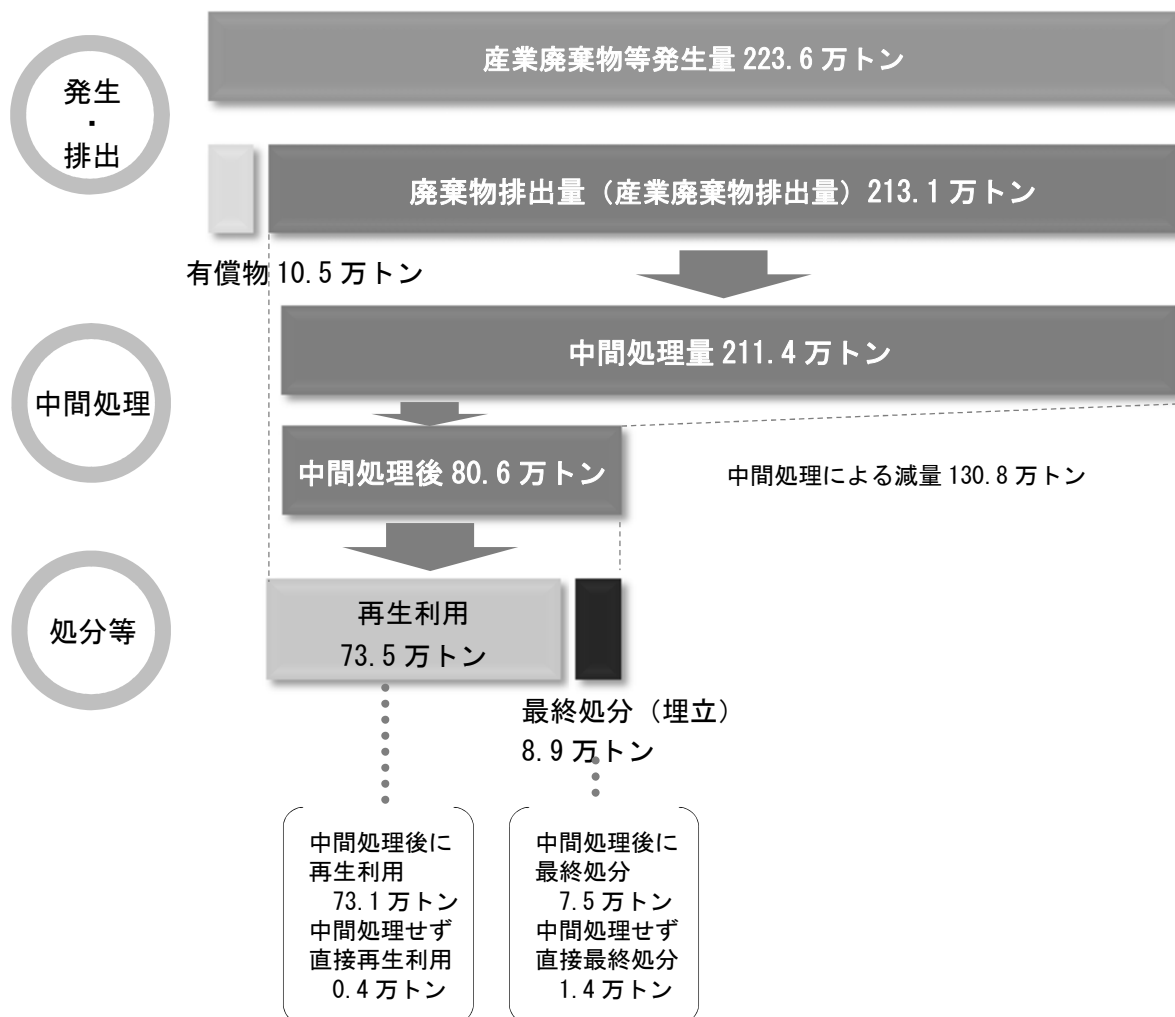 発生
・
排出
産業廃棄物等発生量 223.6 万トン
廃棄物排出量（産業廃棄物排出量）213.1 万トン
有償物 10.5 万トン
中間処理
中間処理量 211.4 万トン
中間処理後 80.6 万トン
中間処理による減量 130.8 万トン
処分等
再生利用
73.5 万トン
最終処分（埋立）
8.9 万トン
中間処理後に
再生利用
73.1 万トン
中間処理せず
直接再生利用
0.4 万トン
中間処理後に
最終処分
7.5 万トン
中間処理せず
直接最終処分
1.4 万トン